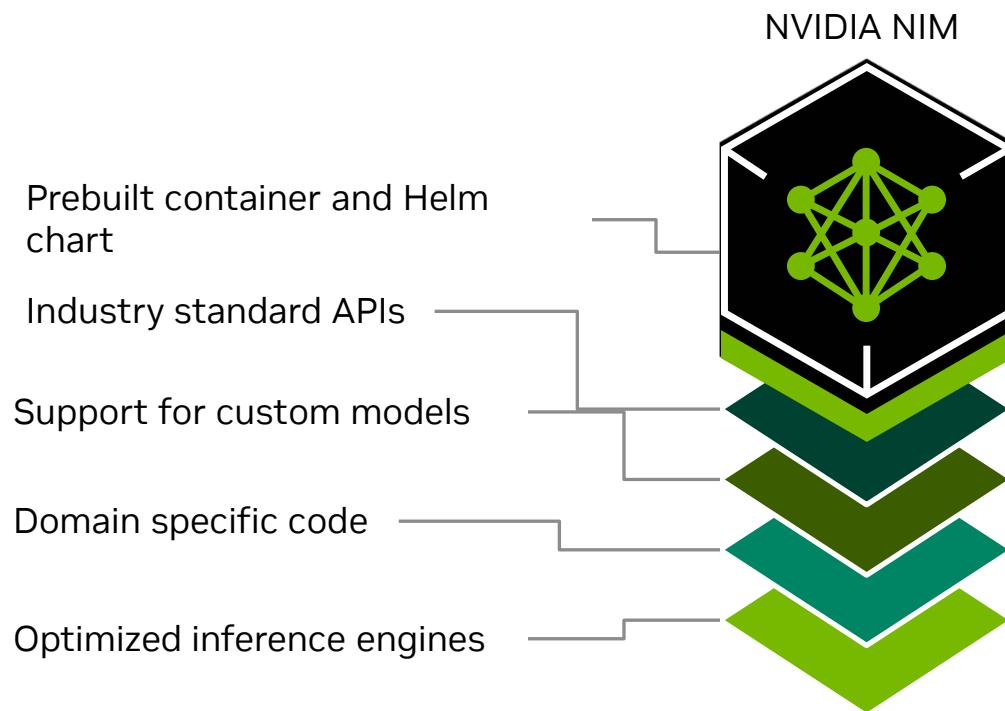 NVIDIA NIM
Prebuilt container and Helm
chart
Industry standard APIs
Support for custom models
Domain specific code
Optimized inference engines